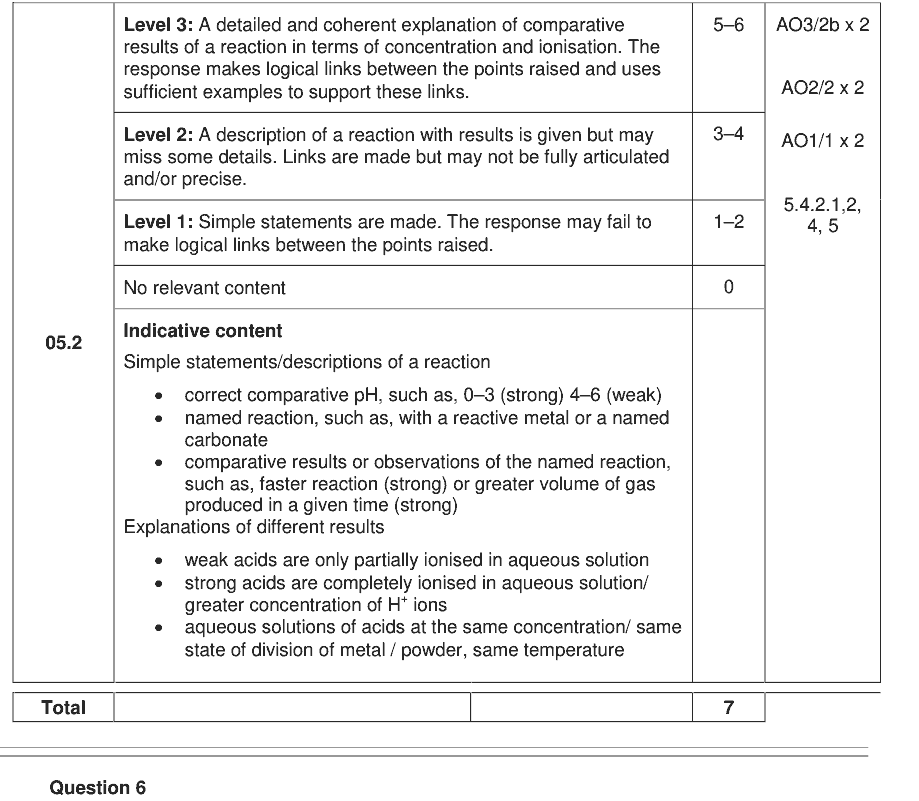 Level 3: A detailed and coherent explanation of comparative
results of a reaction in terms of concentration and ionisation. The
response makes logical links between the points raised and uses
sufficient examples to support these links.
5–6
AO3/2b x 2
AO2/2 x 2
AO1/1 x 2
5.4.2.1,2,
4, 5
Level 2: A description of a reaction with results is given but may
miss some details. Links are made but may not be fully articulated
and/or precise.
3–4
Level 1: Simple statements are made. The response may fail to
make logical links between the points raised.
1–2
No relevant content
0
05.2
Indicative content
Simple statements/descriptions of a reaction
• correct comparative pH, such as, 0–3 (strong) 4–6 (weak)
• named reaction, such as, with a reactive metal or a named
carbonate
• comparative results or observations of the named reaction,
such as, faster reaction (strong) or greater volume of gas
produced in a given time (strong)
Explanations of different results
• weak acids are only partially ionised in aqueous solution
• strong acids are completely ionised in aqueous solution/
greater concentration of H⁺ ions
• aqueous solutions of acids at the same concentration/ same
state of division of metal / powder, same temperature
Total
7
Question 6